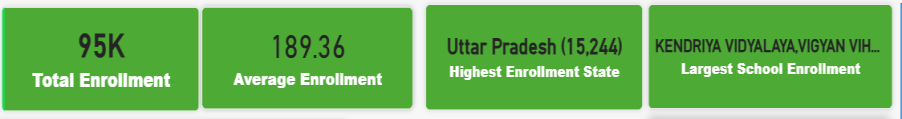 95K
Total Enrollment
189.36
Average Enrollment
Uttar Pradesh (15,244)
Highest Enrollment State
KENDRIYA VIDYALAYA,VIGYAN VIH...
Largest School Enrollment